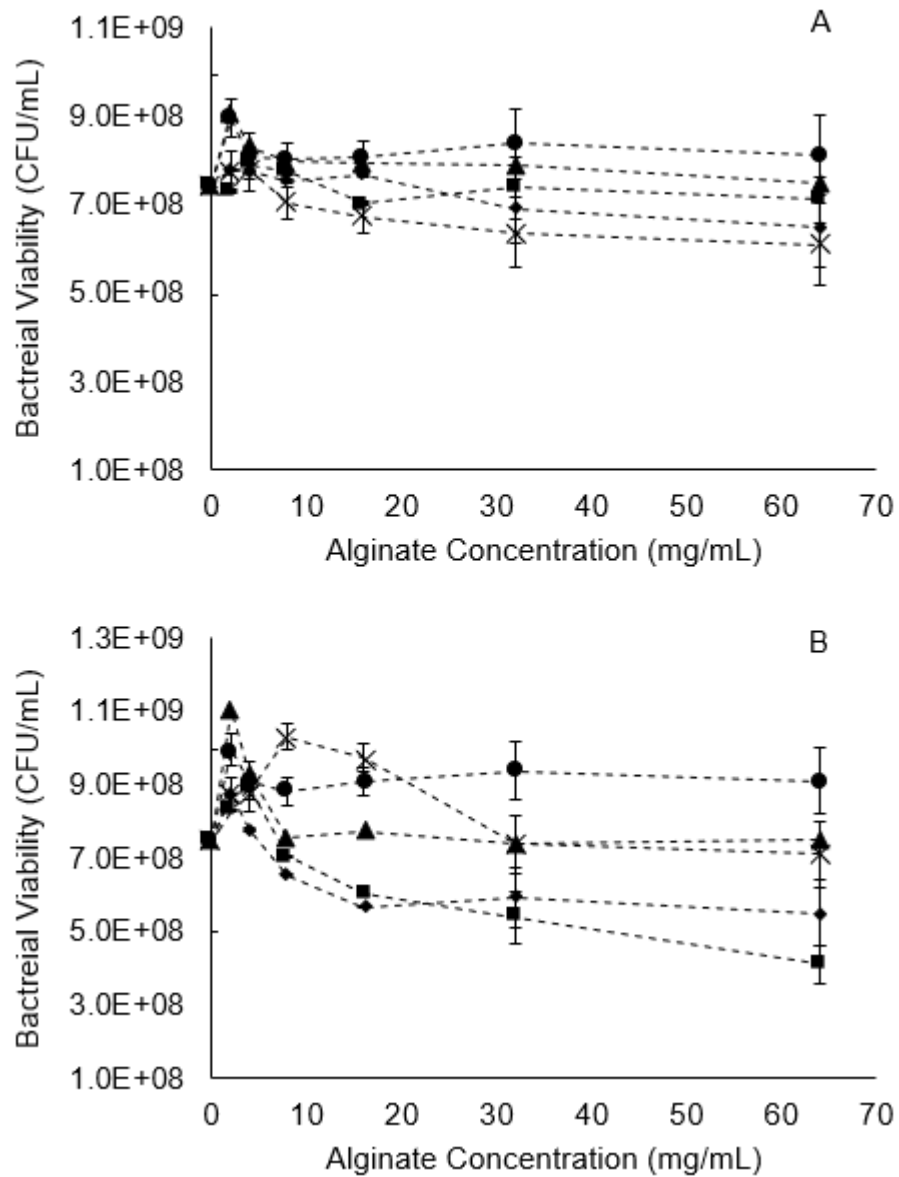 A
1.1E+09
9.0E+08
7.0E+08
5.0E+08
3.0E+08
1.0E+08
Bactreial Viability (CFU/mL)
0 10 20 30 40 50 60 70
Alginate Concentration (mg/mL)
B
1.3E+09
1.1E+09
9.0E+08
7.0E+08
5.0E+08
3.0E+08
1.0E+08
Bactreial Viability (CFU/mL)
0 10 20 30 40 50 60 70
Alginate Concentration (mg/mL)